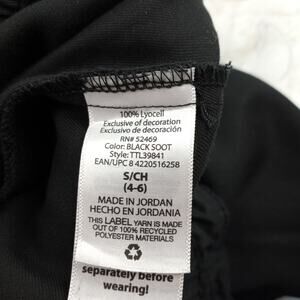 100% Lyocell
Exclusive of decoration
Exclusivo de decoración
RN# 52469
Color: BLACK SOOT
Style: TTL39841
EAN/UPC 8 4220516258
S/CH
(4-6)
MADE IN JORDAN
HECHO EN JORDANIA
THIS LABEL YARN IS MADE
OUT OF 100% RECYCLED
POLYESTER MATERIALS
separately before
wearing!